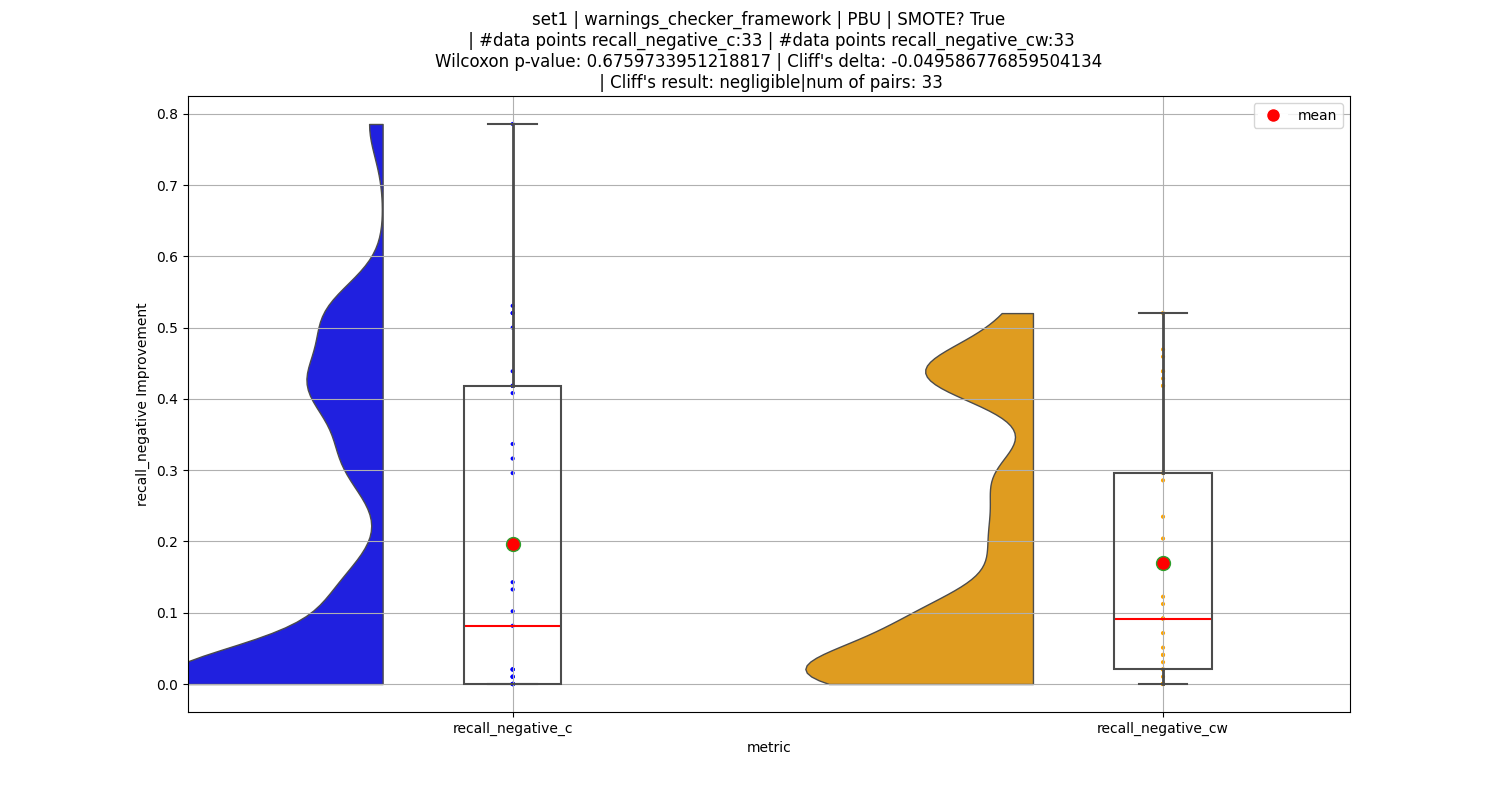 set1 | warnings_checker_framework | PBU | SMOTE? True
| #data points recall_negative_c:33 | #data points recall_negative_cw:33
Wilcoxon p-value: 0.6759733951218817 | Cliff's delta: -0.049586776859504134
| Cliff's result: negligible|num of pairs: 33
mean
0.8
0.7
0.6
0.5
0.4
0.3
0.2
0.1
0.0
recall_negative Improvement
recall_negative_c
recall_negative_cw
metric